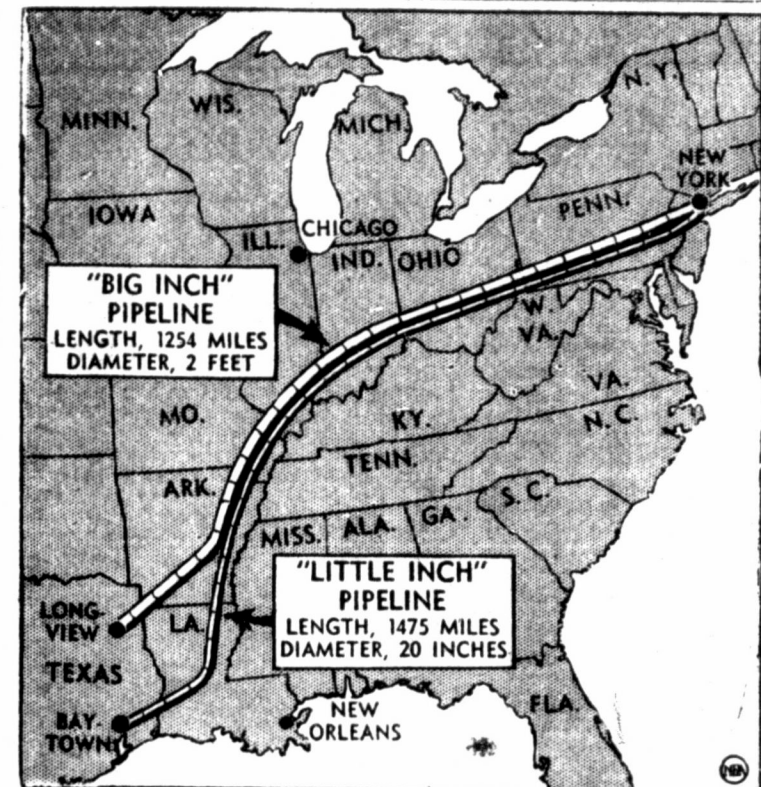 MINN.
WIS.
MICH.
N.Y.
NEW
YORK
IOWA
ILL.
CHICAGO
IND.
OHIO
PENN.
"BIG INCH"
PIPELINE
LENGTH, 1254 MILES
DIAMETER, 2 FEET
W.
VA.
VA.
MO.
KY.
N.C.
TENN.
ARK.
S.C.
MISS.
ALA.
GA.
"LITTLE INCH"
PIPELINE
LENGTH, 1475 MILES
DIAMETER, 20 INCHES
LONG-
VIEW
LA.
TEXAS
BAY-
TOWN
NEW
ORLEANS
FLA.
NEA